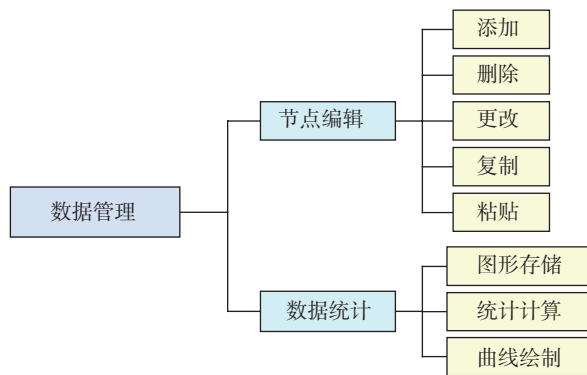 添加
删除
节点编辑
更改
复制
数据管理
粘贴
图形存储
数据统计
统计计算
曲线绘制